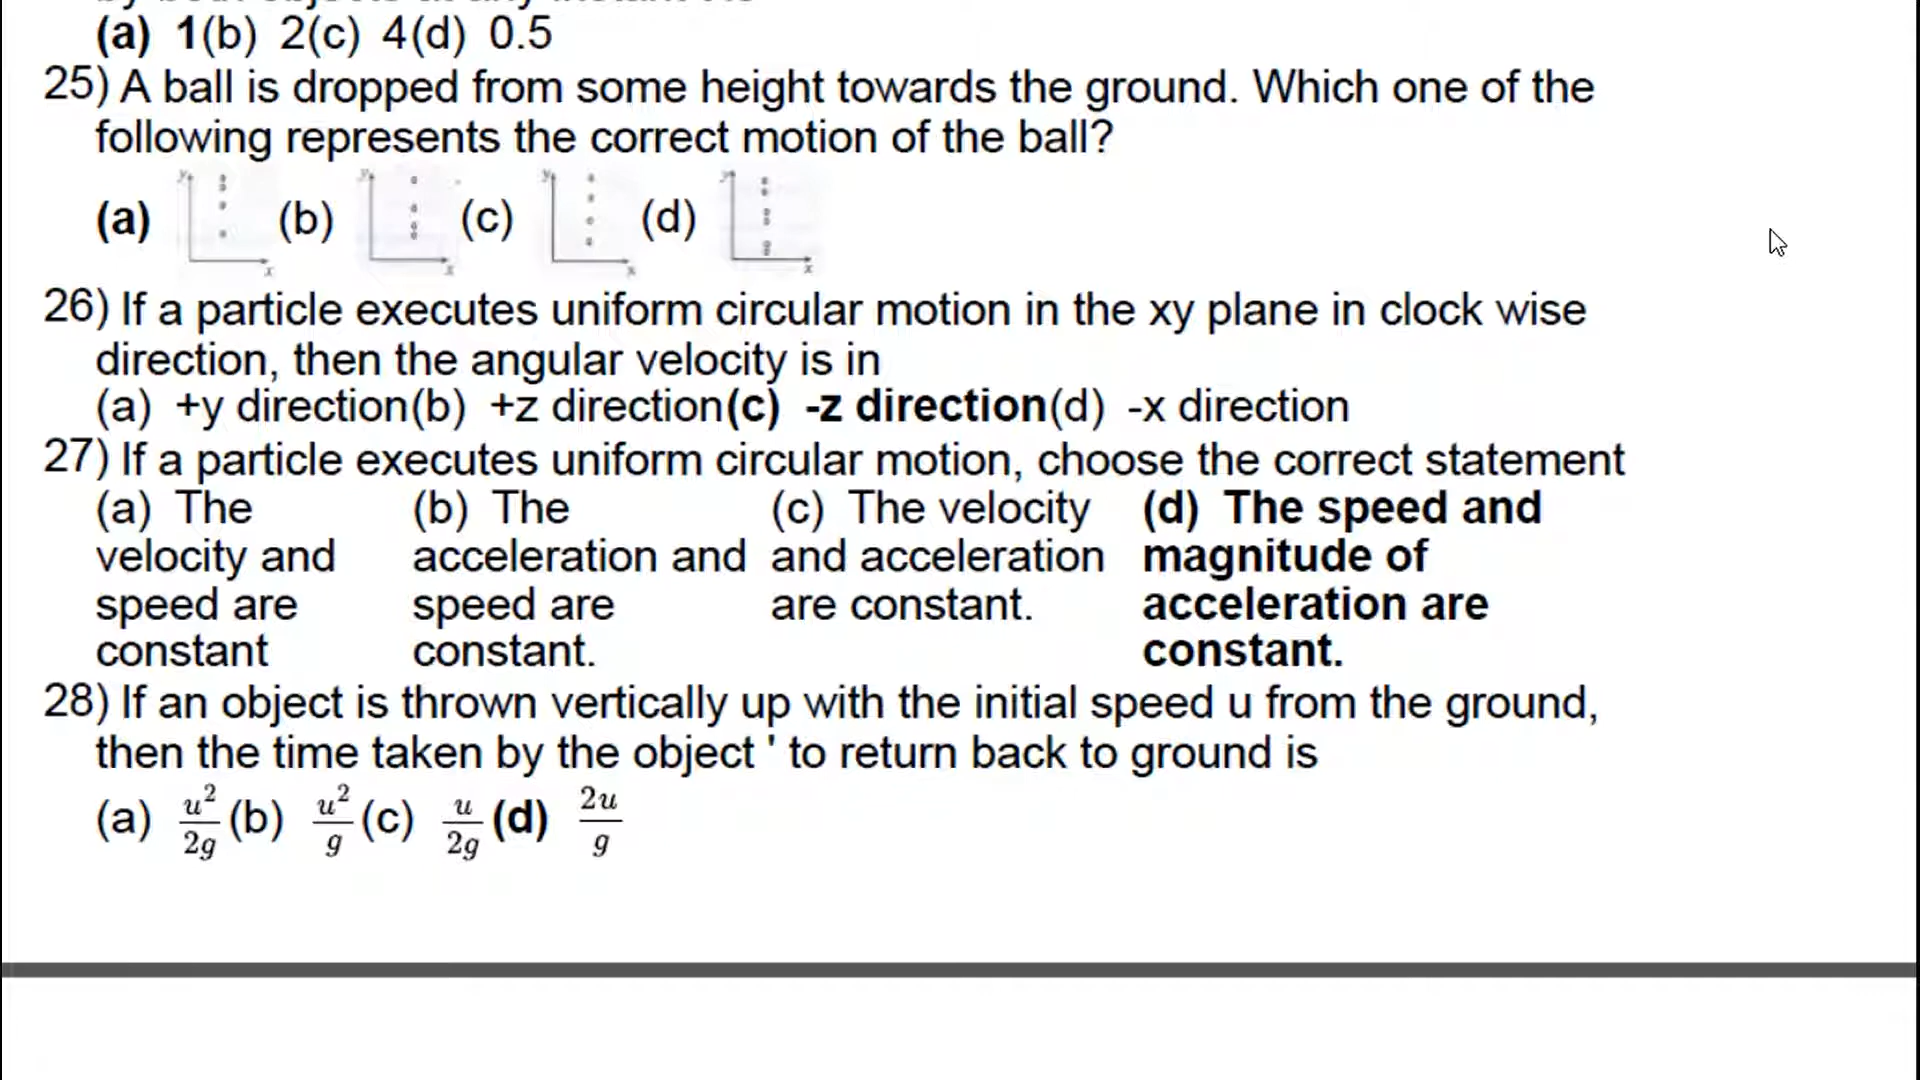 (a) 1(b) 2(c) 4(d) 0.5
25) A ball is dropped from some height towards the ground. Which one of the
following represents the correct motion of the ball?
(a) y x (b) y x (c) y x (d) y x
26) If a particle executes uniform circular motion in the xy plane in clock wise
direction, then the angular velocity is in
(a) +y direction(b) +z direction(c) -z direction(d) -x direction
27) If a particle executes uniform circular motion, choose the correct statement
(a) The velocity and speed are constant
(b) The acceleration and speed are constant.
(c) The velocity and acceleration are constant.
(d) The speed and magnitude of acceleration are constant.
28) If an object is thrown vertically up with the initial speed u from the ground,
then the time taken by the object ' to return back to ground is
(a) u²/2g (b) u²/g (c) u/2g (d) 2u/g